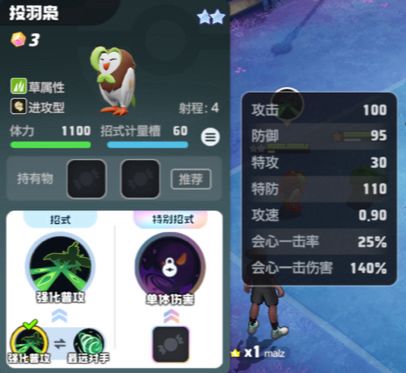 投羽枭
3
草属性
进攻型
射程:4
体力 1100 招式计量槽 60
持有物 推荐
招式 特别招式
强化普攻 单体伤害
强化普攻 最远对手
攻击 100
防御 95
特攻 30
特防 110
攻速 0.90
会心一击率 25%
会心一击伤害 140%
x1 malz